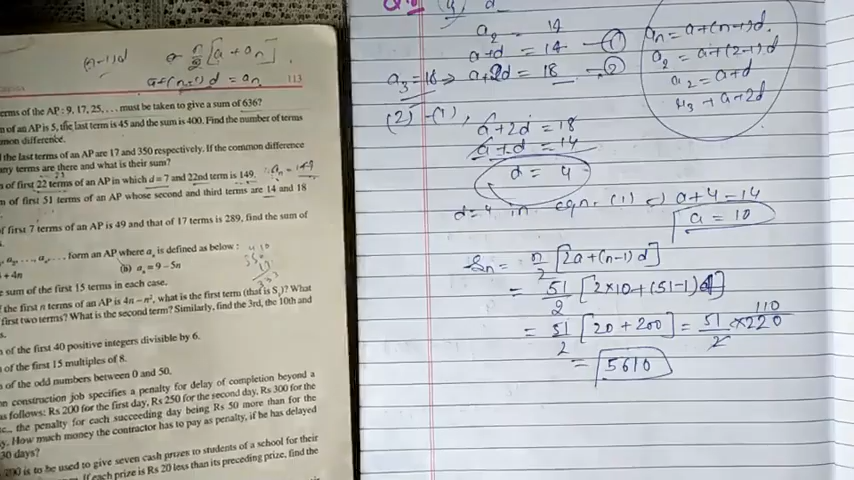 (n-1)d n/2 [a + an]
a+(n-1)d = an
113
erms of the AP : 9, 17, 25, . . . must be taken to give a sum of 636?
of an AP is 5, the last term is 45 and the sum is 400. Find the number of terms
mon difference.
the last terms of an AP are 17 and 350 respectively. If the common difference
any terms are there and what is their sum?
of first 22 terms of an AP in which d = 7 and 22nd term is 149.
of first 51 terms of an AP whose second and third terms are 14 and 18
first 7 terms of an AP is 49 and that of 17 terms is 289, find the sum of
form an AP where an is defined as below :
+ 4n (ii) an = 9 – 5n
e sum of the first 15 terms in each case.
the first n terms of an AP is 4n – n², what is the first term (that is S₁)? What
first two terms? What is the second term? Similarly, find the 3rd, the 10th and
s.
of the first 40 positive integers divisible by 6.
of the first 15 multiples of 8.
of the odd numbers between 0 and 50.
construction job specifies a penalty for delay of completion beyond a
as follows: Rs 200 for the first day, Rs 250 for the second day, Rs 300 for the
the penalty for each succeeding day being Rs 50 more than for the
y. How much money the contractor has to pay as penalty, if he has delayed
30 days?
700 is to be used to give seven cash prizes to students of a school for their
If each prize is Rs 20 less than its preceding prize, find the
a2 = 14
a+d = 14 — (1)
a3 = 18 => a+2d = 18 — (2)
an = a+(n-1)d
a2 = a+(2-1)d
a2 = a+d
a3 = a+2d
(2) - (1),
a+2d = 18
a+d = 14
d = 4
d=4 in eqn. (1) => a+4=14
a = 10
Sn = n/2 [2a+(n-1)d]
= 51/2 [2×10+(51-1)4]
= 51/2 [20+200] = 51/2 × 220 110
= 5610